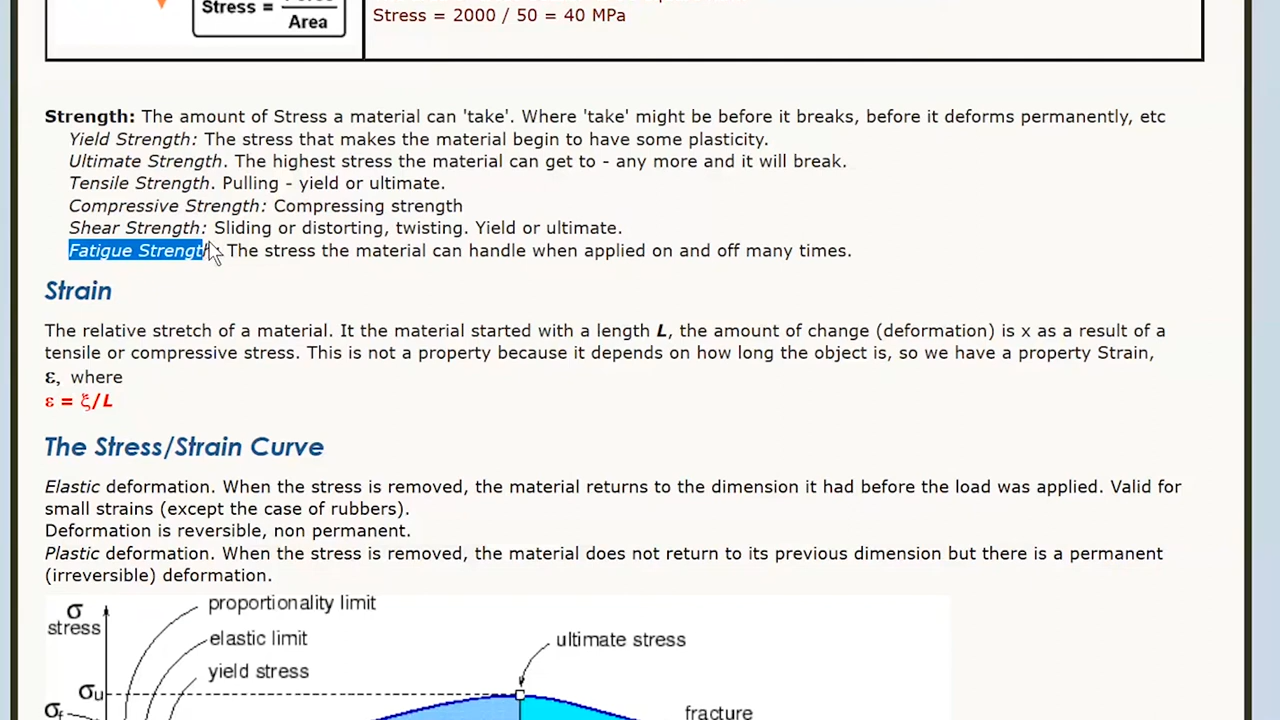 Stress =
Area
Stress = 2000 / 50 = 40 MPa
Strength: The amount of Stress a material can 'take'. Where 'take' might be before it breaks, before it deforms permanently, etc
Yield Strength: The stress that makes the material begin to have some plasticity.
Ultimate Strength. The highest stress the material can get to - any more and it will break.
Tensile Strength. Pulling - yield or ultimate.
Compressive Strength: Compressing strength
Shear Strength: Sliding or distorting, twisting. Yield or ultimate.
Fatigue Strength: The stress the material can handle when applied on and off many times.
Strain
The relative stretch of a material. It the material started with a length L, the amount of change (deformation) is x as a result of a
tensile or compressive stress. This is not a property because it depends on how long the object is, so we have a property Strain,
ε, where
ε = ξ/L
The Stress/Strain Curve
Elastic deformation. When the stress is removed, the material returns to the dimension it had before the load was applied. Valid for
small strains (except the case of rubbers).
Deformation is reversible, non permanent.
Plastic deformation. When the stress is removed, the material does not return to its previous dimension but there is a permanent
(irreversible) deformation.
σ
stress
proportionality limit
elastic limit
yield stress
ultimate stress
σu
σf
fracture